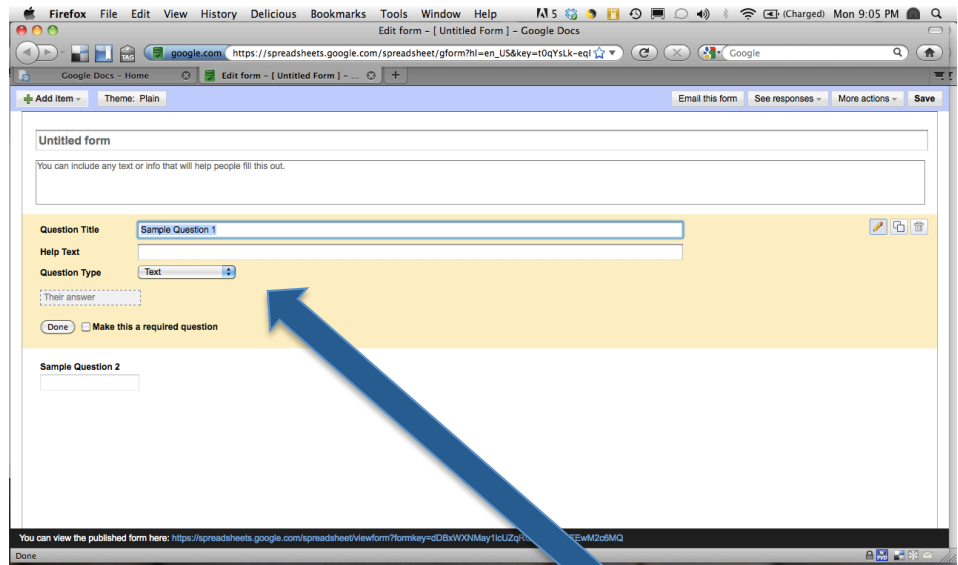 Firefox File Edit View History Delicious Bookmarks Tools Window Help 5 (Charged) Mon 9:05 PM
Edit form – [ Untitled Form ] – Google Docs
TAG google.com https://spreadsheets.google.com/spreadsheet/gform?hl=en_US&key=t0qYsLk-eql Google
Google Docs – Home Edit form – [ Untitled Form ] – ... +
Add item Theme: Plain Email this form See responses More actions Save
Untitled form
You can include any text or info that will help people fill this out.
Question Title Sample Question 1
Help Text
Question Type Text
Their answer
Done Make this a required question
Sample Question 2
You can view the published form here: https://spreadsheets.google.com/spreadsheet/viewform?formkey=dDBxWXNMay1lcUZqR EEwM2c6MQ
Done